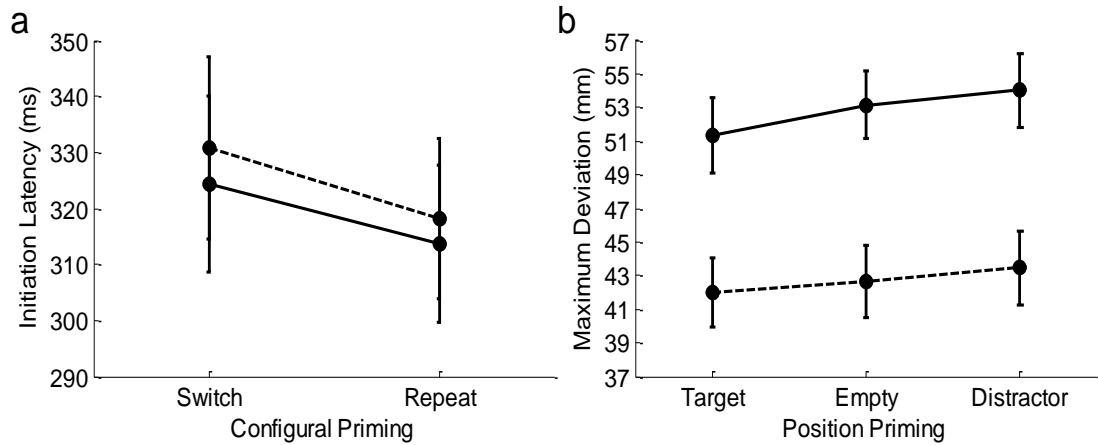 a
350
340
330
320
310
300
290
Initiation Latency (ms)
Switch
Repeat
Configural Priming
b
57
55
53
51
49
47
45
43
41
39
37
Maximum Deviation (mm)
Target
Empty
Distractor
Position Priming